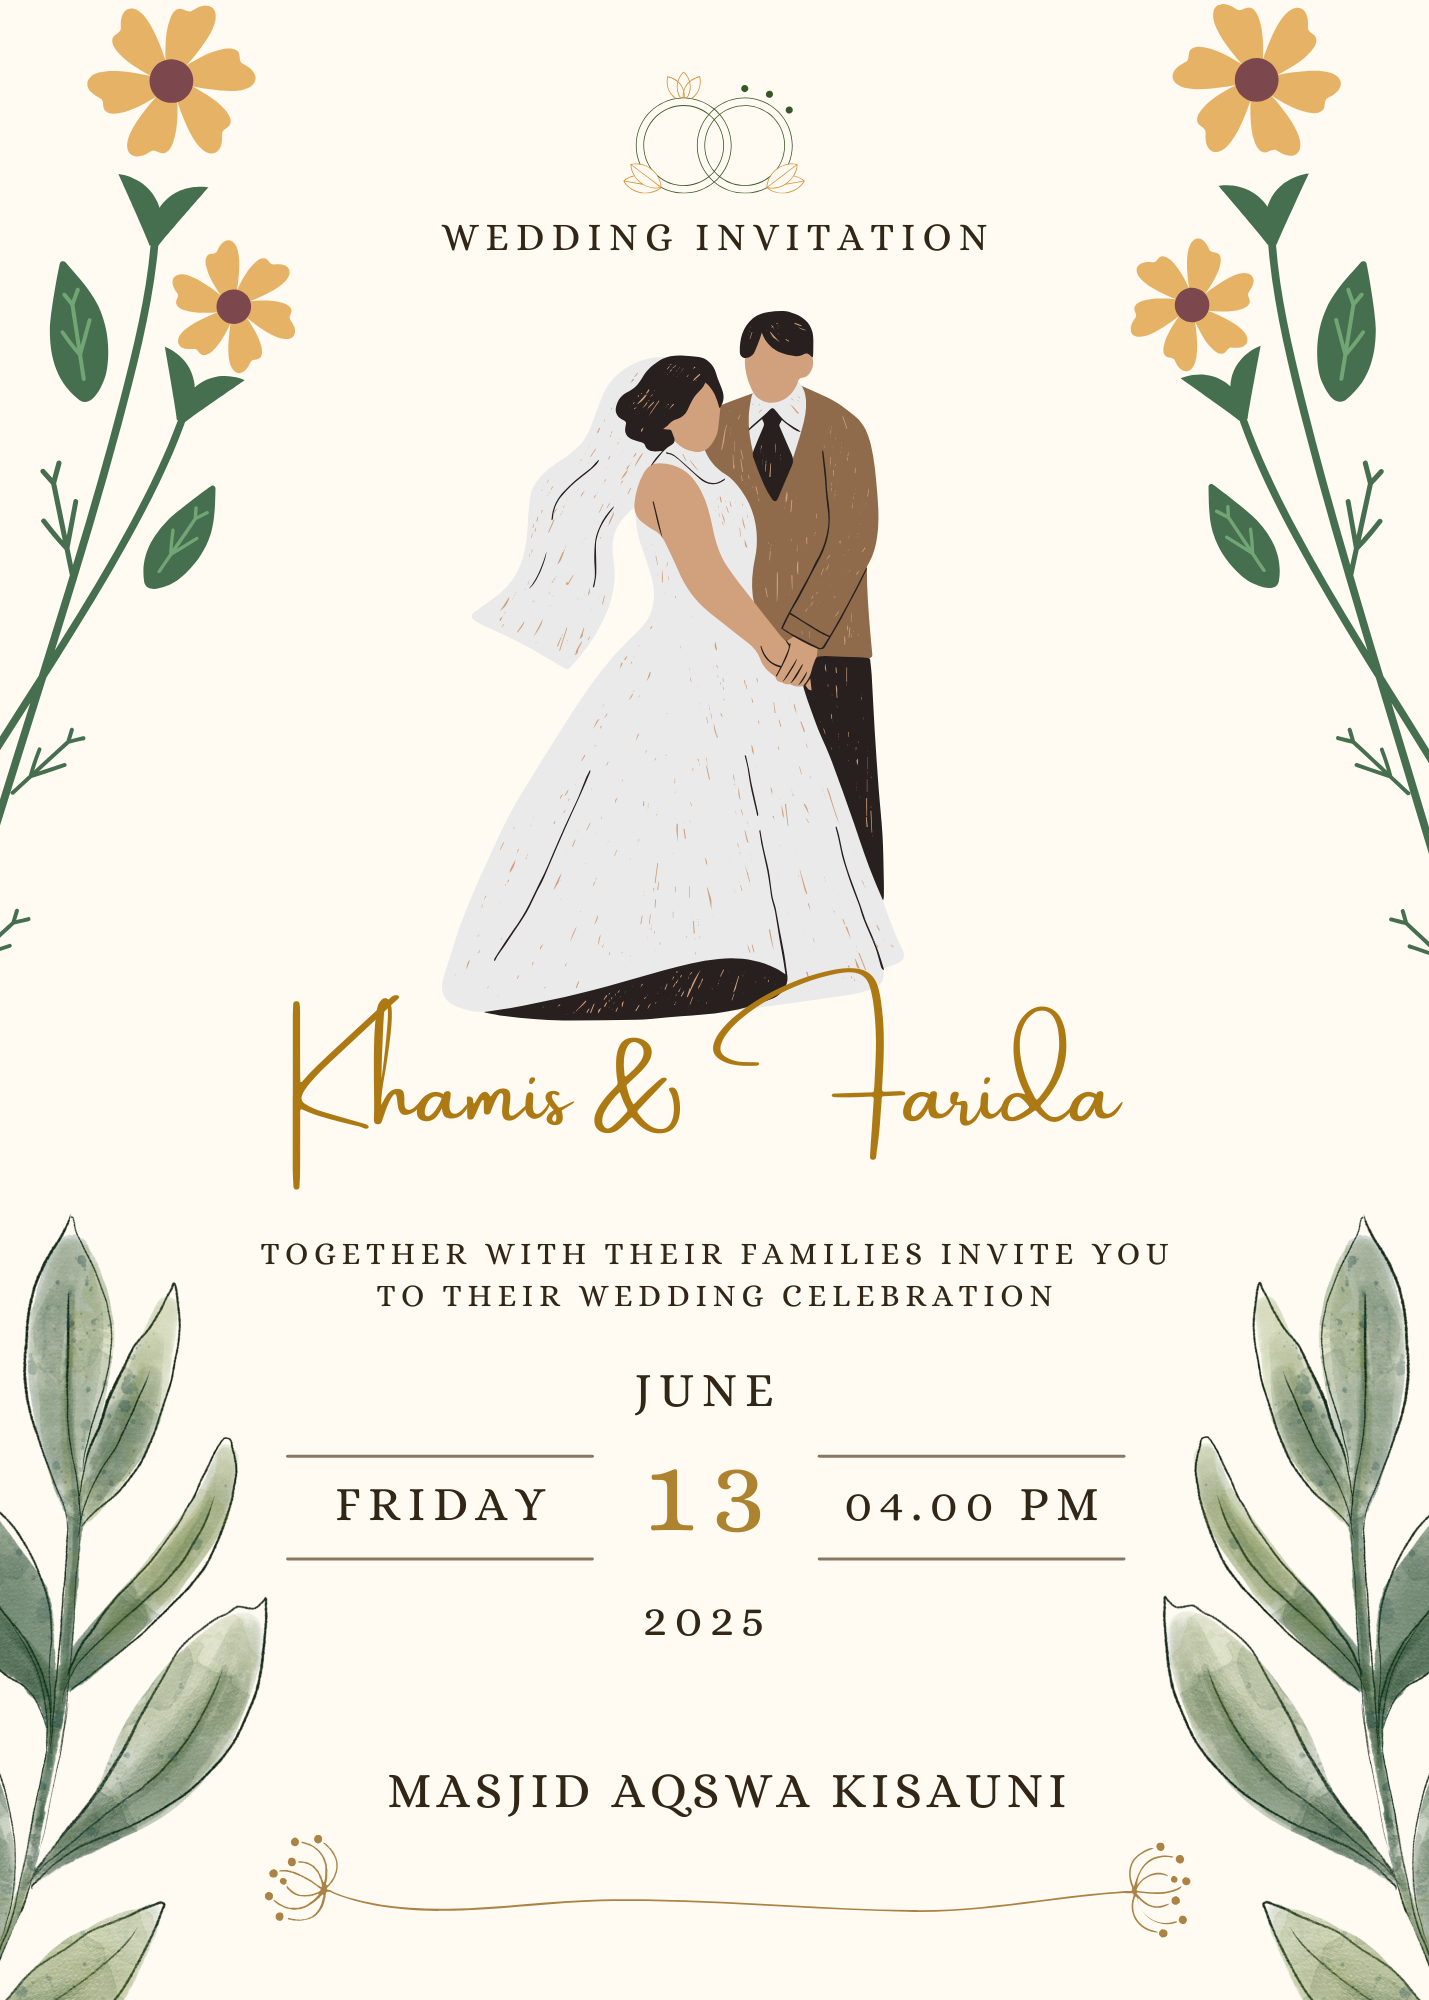 WEDDING INVITATION
Khamis & Farida
TOGETHER WITH THEIR FAMILIES INVITE YOU
TO THEIR WEDDING CELEBRATION
JUNE
FRIDAY 13 04.00 PM
2025
MASJID AQSWA KISAUNI